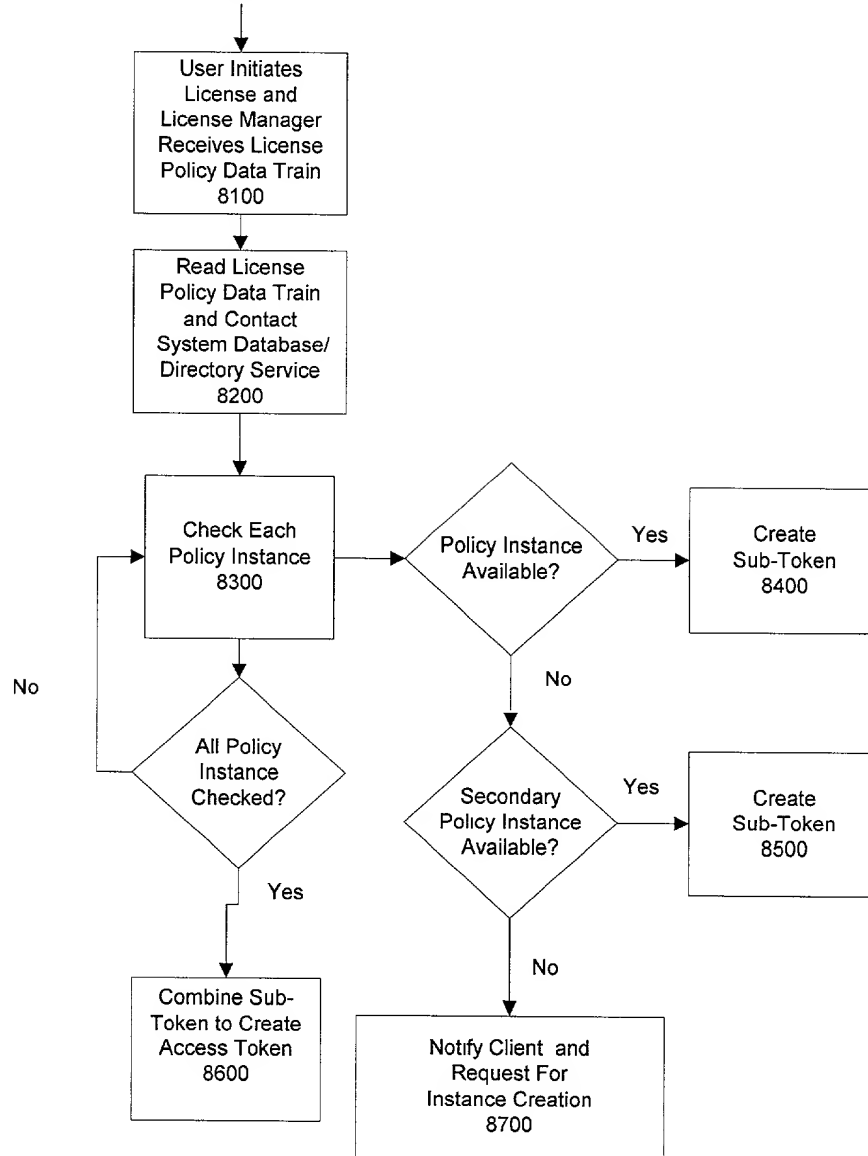 User Initiates
License and
License Manager
Receives License
Policy Data Train
8100
Read License
Policy Data Train
and Contact
System Database/
Directory Service
8200
Check Each
Policy Instance
8300
Policy Instance
Available?
Yes
Create
Sub-Token
8400
No
No
All Policy
Instance
Checked?
Secondary
Policy Instance
Available?
Yes
Create
Sub-Token
8500
Yes
No
Combine Sub-
Token to Create
Access Token
8600
Notify Client and
Request For
Instance Creation
8700